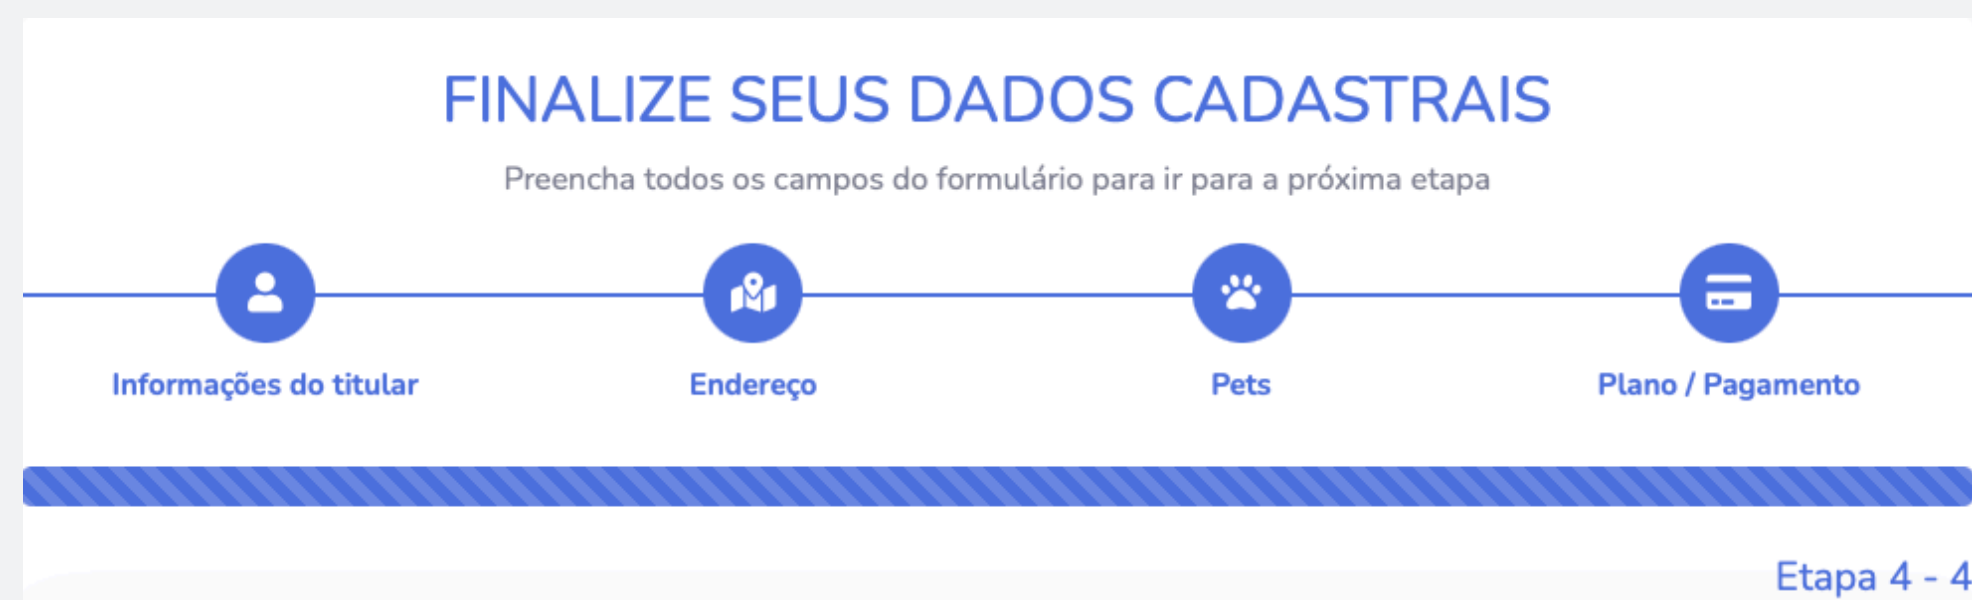 FINALIZE SEUS DADOS CADASTRAIS
Preencha todos os campos do formulário para ir para a próxima etapa
Informações do titular
Endereço
Pets
Plano / Pagamento
Etapa 4 - 4